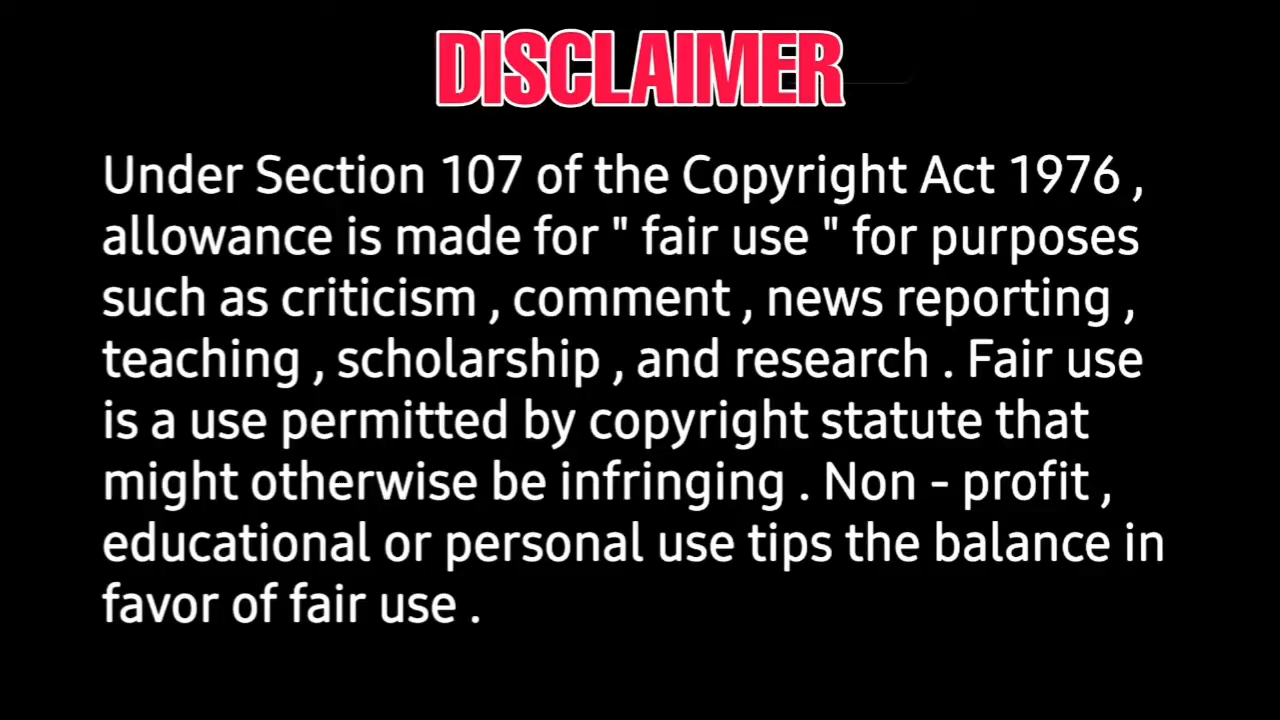 DISCLAIMER
Under Section 107 of the Copyright Act 1976 ,
allowance is made for " fair use " for purposes
such as criticism , comment , news reporting ,
teaching , scholarship , and research . Fair use
is a use permitted by copyright statute that
might otherwise be infringing . Non - profit ,
educational or personal use tips the balance in
favor of fair use .